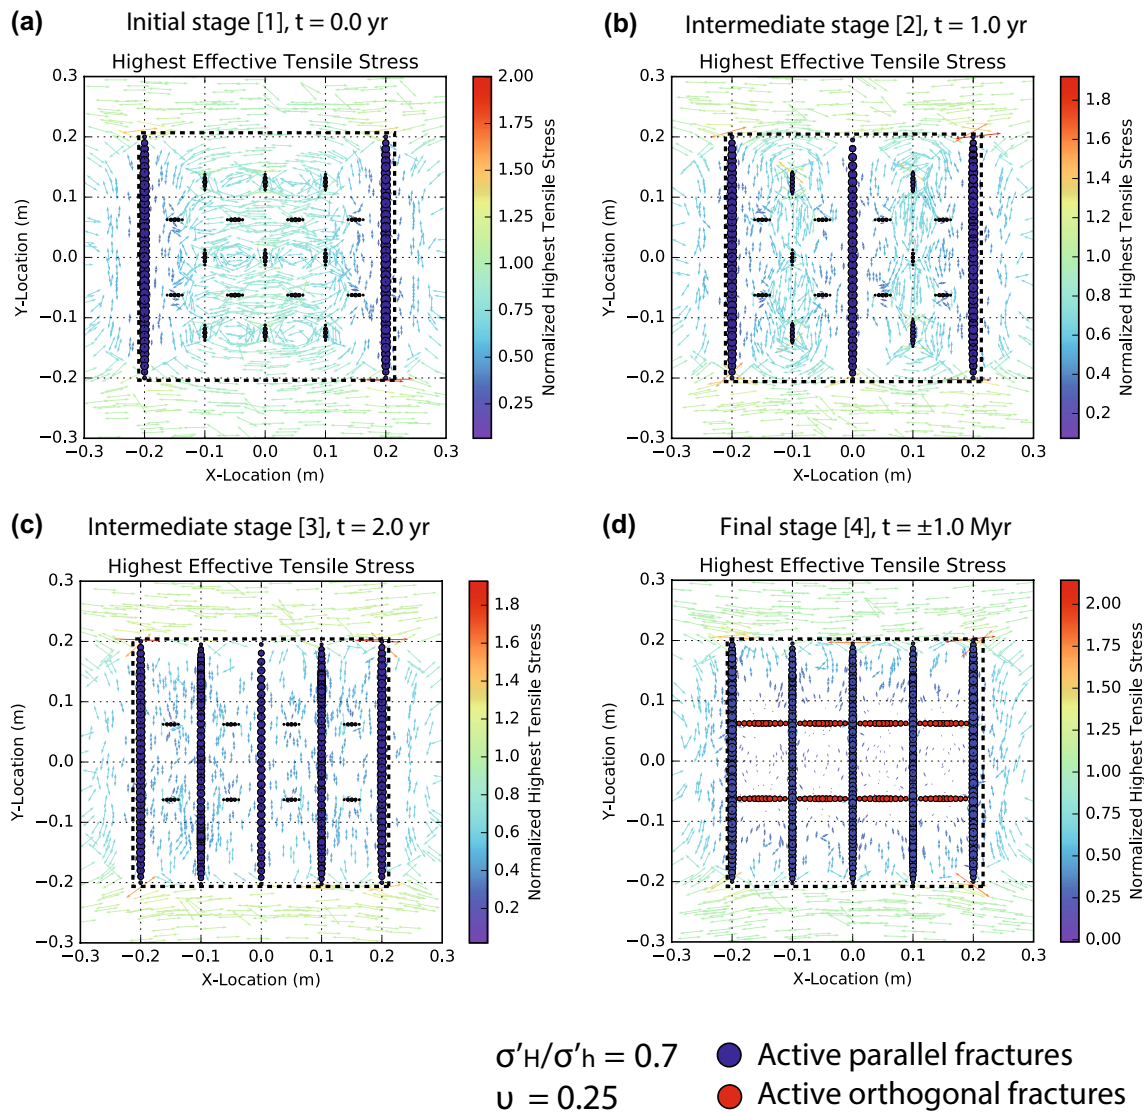 (a) Initial stage [1], t = 0.0 yr
Highest Effective Tensile Stress
0.3
0.2
0.1
0.0
−0.1
−0.2
−0.3
Y-Location (m)
−0.3 −0.2 −0.1 0.0 0.1 0.2 0.3
X-Location (m)
2.00
1.75
1.50
1.25
1.00
0.75
0.50
0.25
Normalized Highest Tensile Stress
(b) Intermediate stage [2], t = 1.0 yr
Highest Effective Tensile Stress
0.3
0.2
0.1
0.0
−0.1
−0.2
−0.3
Y-Location (m)
−0.3 −0.2 −0.1 0.0 0.1 0.2 0.3
X-Location (m)
1.8
1.6
1.4
1.2
1.0
0.8
0.6
0.4
0.2
Normalized Highest Tensile Stress
(c) Intermediate stage [3], t = 2.0 yr
Highest Effective Tensile Stress
0.3
0.2
0.1
0.0
−0.1
−0.2
−0.3
Y-Location (m)
−0.3 −0.2 −0.1 0.0 0.1 0.2 0.3
X-Location (m)
1.8
1.6
1.4
1.2
1.0
0.8
0.6
0.4
0.2
Normalized Highest Tensile Stress
(d) Final stage [4], t = ±1.0 Myr
Highest Effective Tensile Stress
0.3
0.2
0.1
0.0
−0.1
−0.2
−0.3
Y-Location (m)
−0.3 −0.2 −0.1 0.0 0.1 0.2 0.3
X-Location (m)
2.00
1.75
1.50
1.25
1.00
0.75
0.50
0.25
0.00
Normalized Highest Tensile Stress
σ'H/σ'h = 0.7
υ = 0.25
Active parallel fractures
Active orthogonal fractures